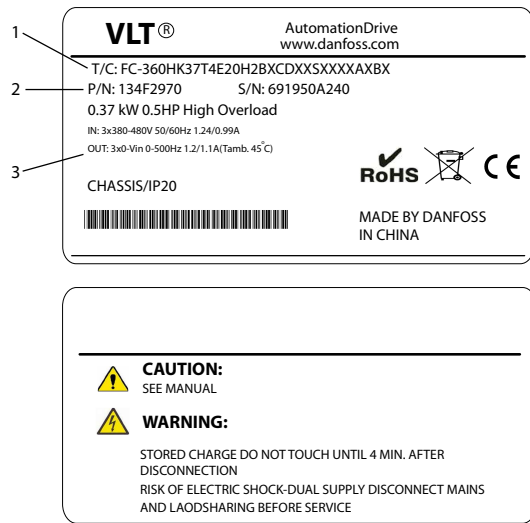 VLT® AutomationDrive
www.danfoss.com
1
T/C: FC-360HK37T4E20H2BXCDXXSXXXXAXBX
2
P/N: 134F2970 S/N: 691950A240
0.37 kW 0.5HP High Overload
IN: 3x380-480V 50/60Hz 1.24/0.99A
OUT: 3x0-Vin 0-500Hz 1.2/1.1A(Tamb. 45°C)
3
RoHS CE
CHASSIS/IP20
MADE BY DANFOSS
IN CHINA
CAUTION:
SEE MANUAL
WARNING:
STORED CHARGE DO NOT TOUCH UNTIL 4 MIN. AFTER
DISCONNECTION
RISK OF ELECTRIC SHOCK-DUAL SUPPLY DISCONNECT MAINS
AND LAODSHARING BEFORE SERVICE